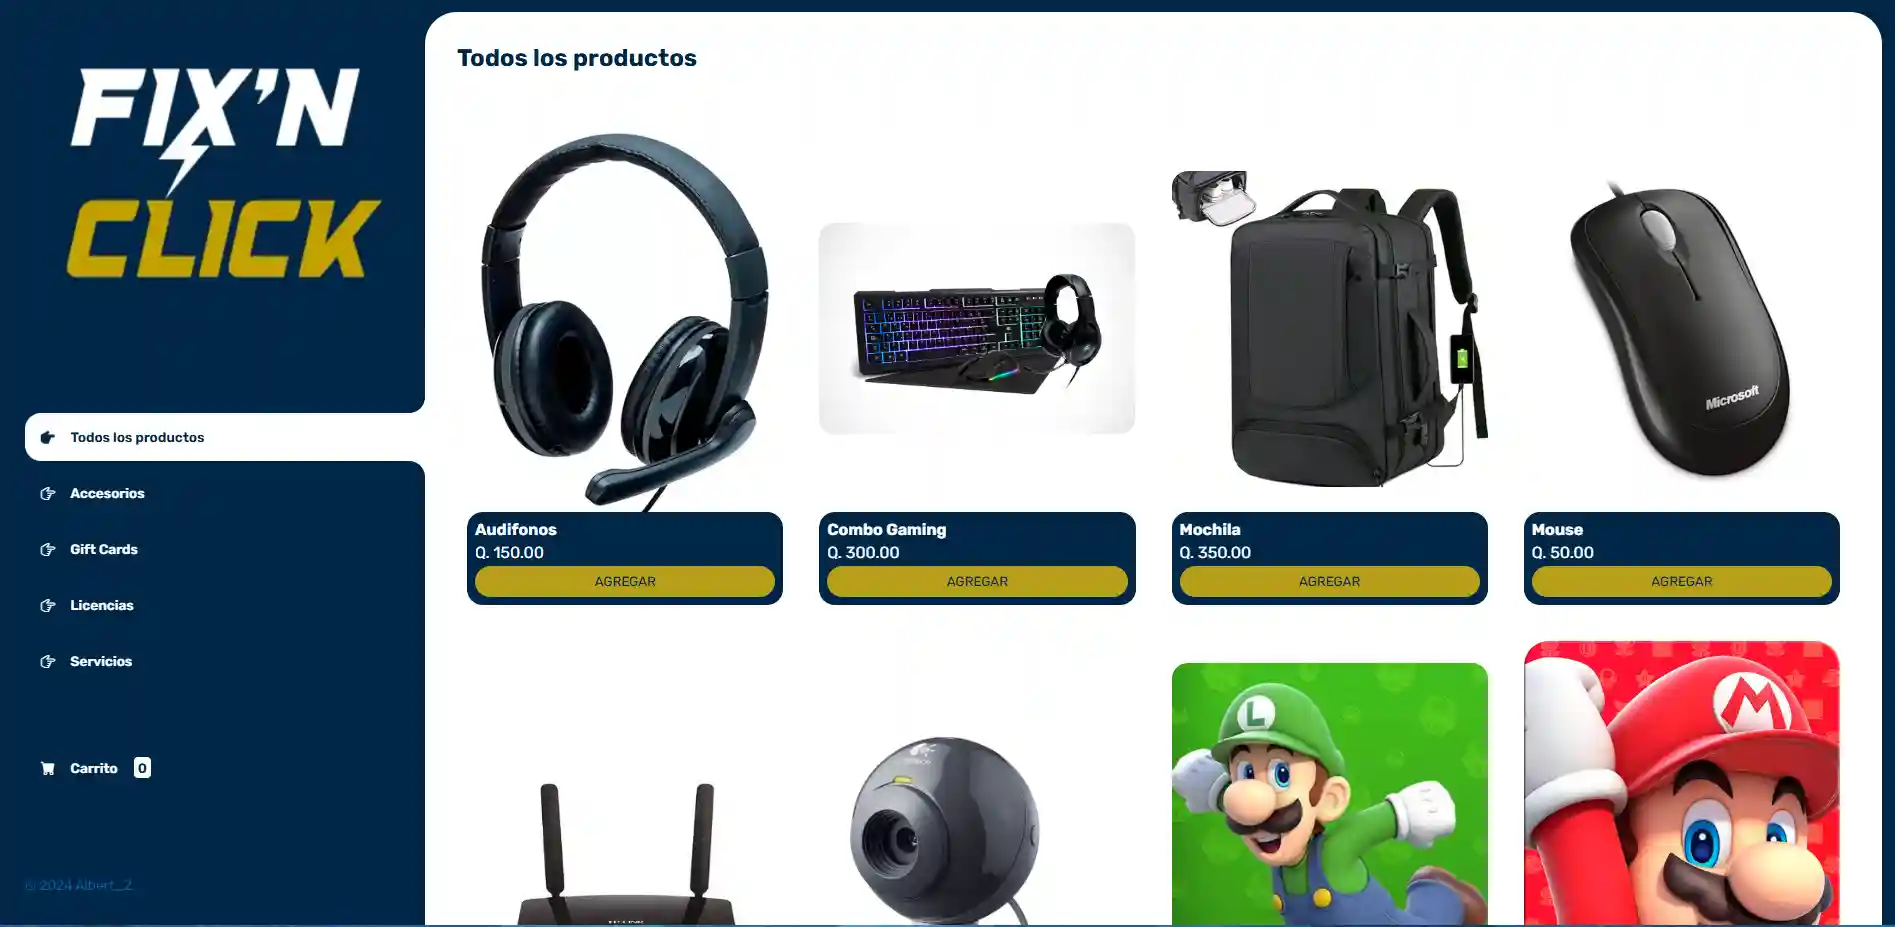 FIX'N
CLICK
Todos los productos
Accesorios
Gift Cards
Licencias
Servicios
Carrito 0
© 2024 Albert_2
Todos los productos
Audifonos
Q. 150.00
AGREGAR
Combo Gaming
Q. 300.00
AGREGAR
Mochila
Q. 350.00
AGREGAR
Microsoft
Mouse
Q. 50.00
AGREGAR
L
M